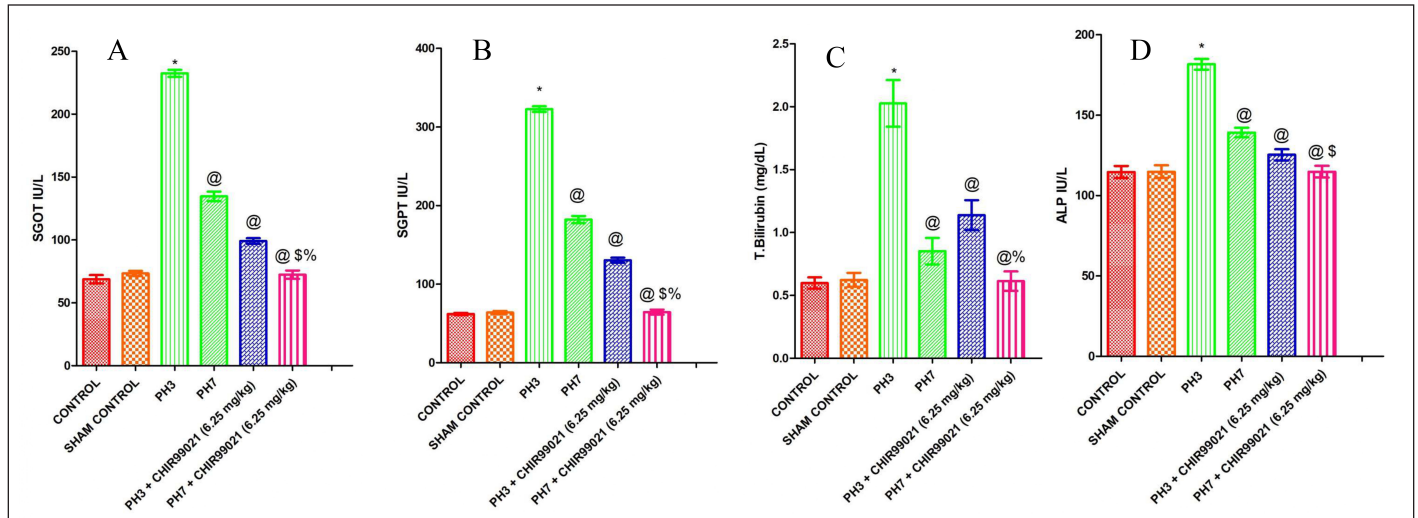 A
SGOT IU/L
250
200
150
100
50
0
*
@
@
@ $%
CONTROL
SHAM CONTROL
PH3
PH7
PH3 + CHIR99021 (6.25 mg/kg)
PH7 + CHIR99021 (6.25 mg/kg)
B
SGPT IU/L
400
300
200
100
0
*
@
@
@ $%
CONTROL
SHAM CONTROL
PH3
PH7
PH3 + CHIR99021 (6.25 mg/kg)
PH7 + CHIR99021 (6.25 mg/kg)
C
T.Bilirubin (mg/dL)
2.5
2.0
1.5
1.0
0.5
0.0
*
@
@
@%
CONTROL
SHAM CONTROL
PH3
PH7
PH3 + CHIR99021 (6.25 mg/kg)
PH7 + CHIR99021 (6.25 mg/kg)
D
ALP IU/L
200
150
100
50
0
*
@
@
@ $
CONTROL
SHAM CONTROL
PH3
PH7
PH3 + CHIR99021 (6.25 mg/kg)
PH7 + CHIR99021 (6.25 mg/kg)